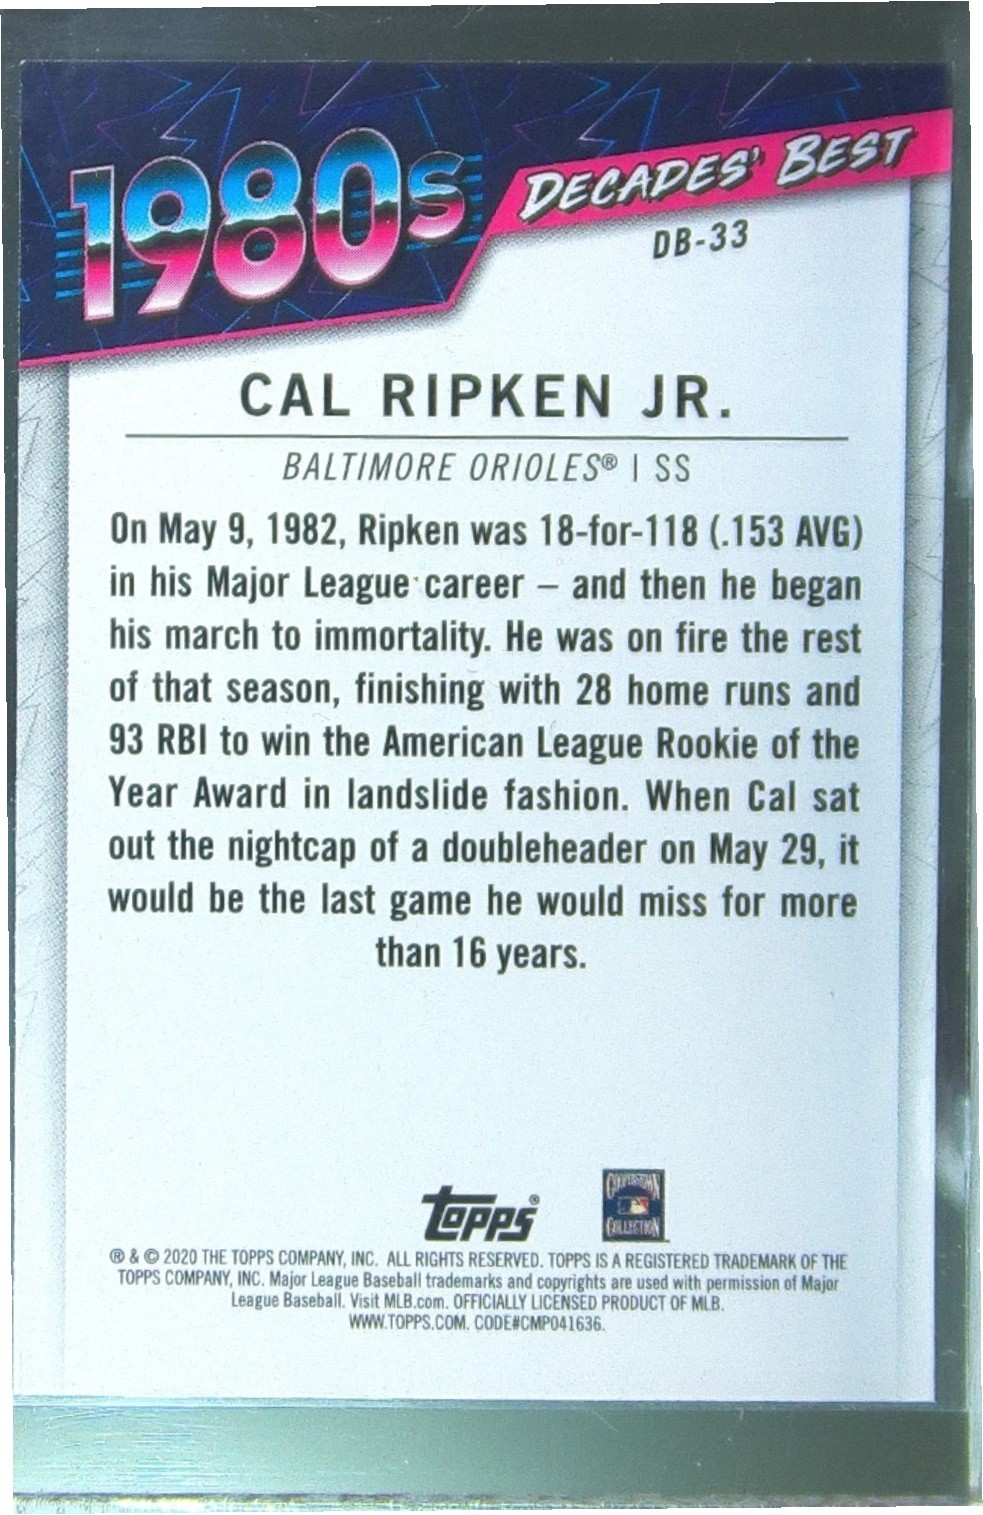 1980s
DECADES' BEST
DB-33
CAL RIPKEN JR.
BALTIMORE ORIOLES® | SS
On May 9, 1982, Ripken was 18-for-118 (.153 AVG)
in his Major League career – and then he began
his march to immortality. He was on fire the rest
of that season, finishing with 28 home runs and
93 RBI to win the American League Rookie of the
Year Award in landslide fashion. When Cal sat
out the nightcap of a doubleheader on May 29, it
would be the last game he would miss for more
than 16 years.
topps®
COOPERSTOWN
COLLECTION
® & © 2020 THE TOPPS COMPANY, INC. ALL RIGHTS RESERVED. TOPPS IS A REGISTERED TRADEMARK OF THE
TOPPS COMPANY, INC. Major League Baseball trademarks and copyrights are used with permission of Major
League Baseball. Visit MLB.com. OFFICIALLY LICENSED PRODUCT OF MLB.
WWW.TOPPS.COM. CODE#CMP041636.